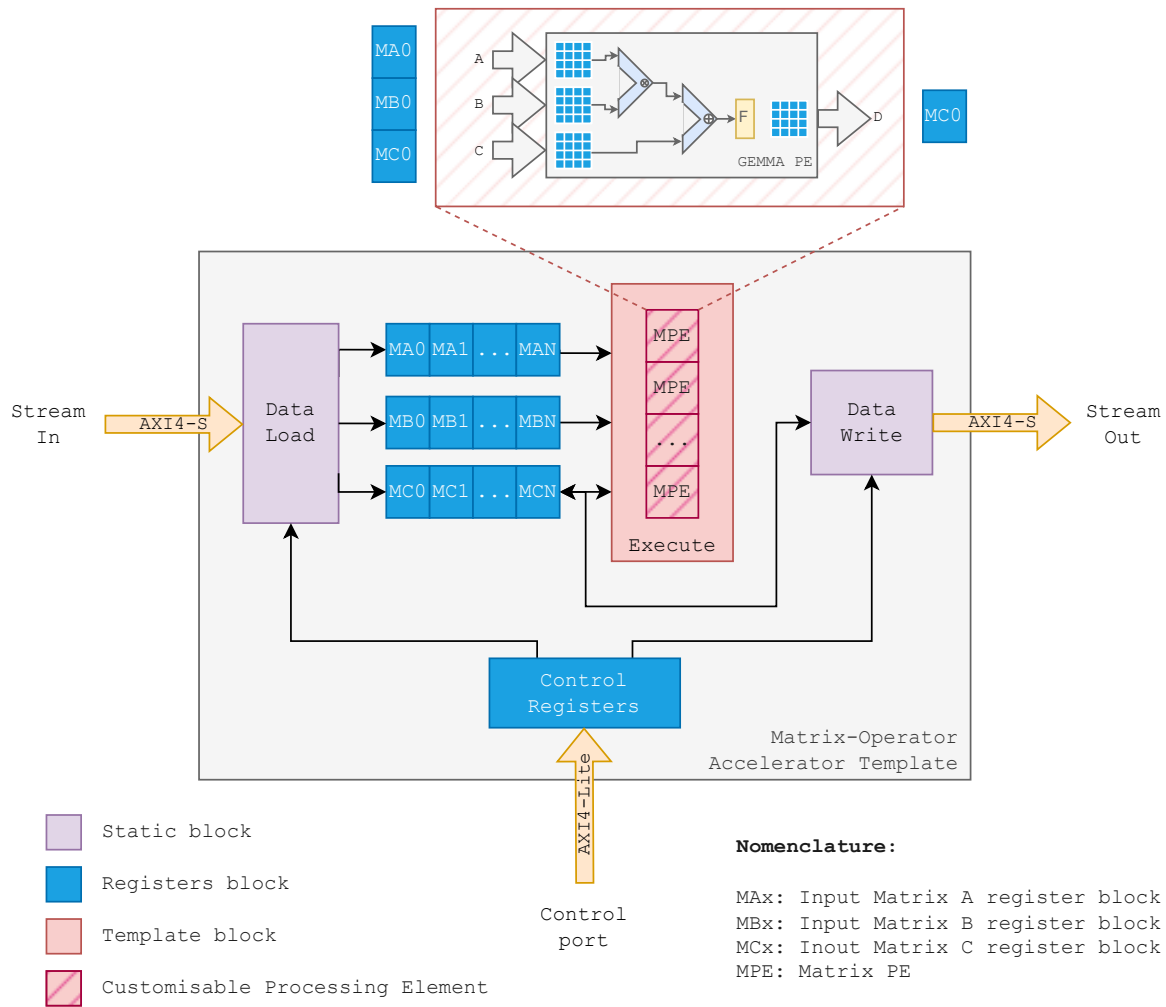 MA0
MB0
MC0
A
B
C
⊗
⊕
F
D
GEMMA PE
MC0
MA0 MA1 ... MAN
MB0 MB1 ... MBN
MC0 MC1 ... MCN
MPE
MPE
...
MPE
Execute
Stream
In
AXI4-S
Data
Load
Data
Write
AXI4-S
Stream
Out
Control
Registers
Matrix-Operator
Accelerator Template
AXI4-Lite
Control
port
Static block
Registers block
Template block
Customisable Processing Element
Nomenclature:
MAx: Input Matrix A register block
MBx: Input Matrix B register block
MCx: Inout Matrix C register block
MPE: Matrix PE